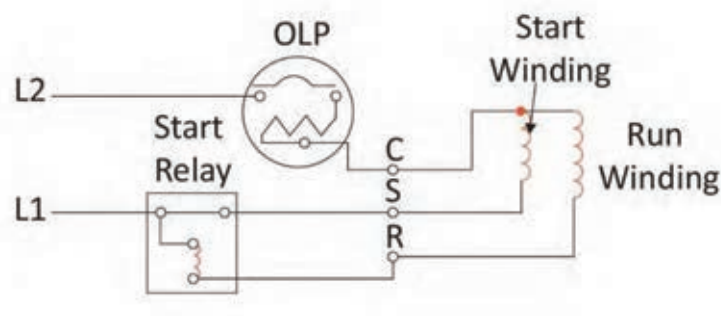 OLP
Start
Winding
L2
Start
Relay
C
Run
Winding
S
L1
R